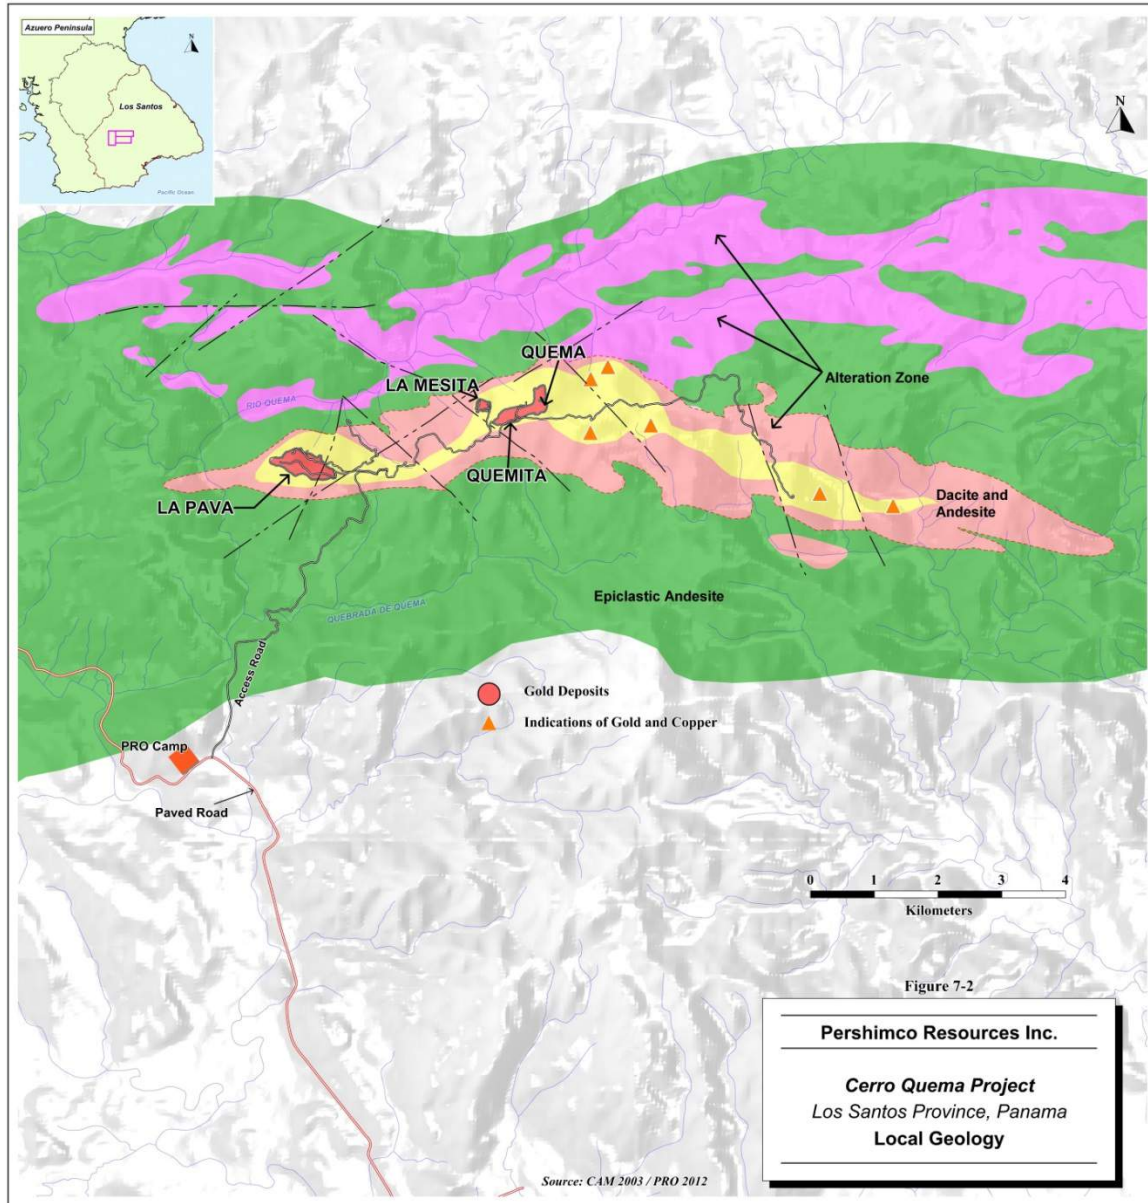 Azuero Peninsula
N
Los Santos
Pacific Ocean
N
QUEMA
LA MESITA
Alteration Zone
RIO QUEMA
QUEMITA
LA PAVA
Dacite and
Andesite
Epiclastic Andesite
QUEBRADA DE QUEMA
Access Road
Gold Deposits
Indications of Gold and Copper
PRO Camp
Paved Road
0 1 2 3 4
Kilometers
Figure 7-2
Pershimco Resources Inc.
Cerro Quema Project
Los Santos Province, Panama
Local Geology
Source: CAM 2003 / PRO 2012